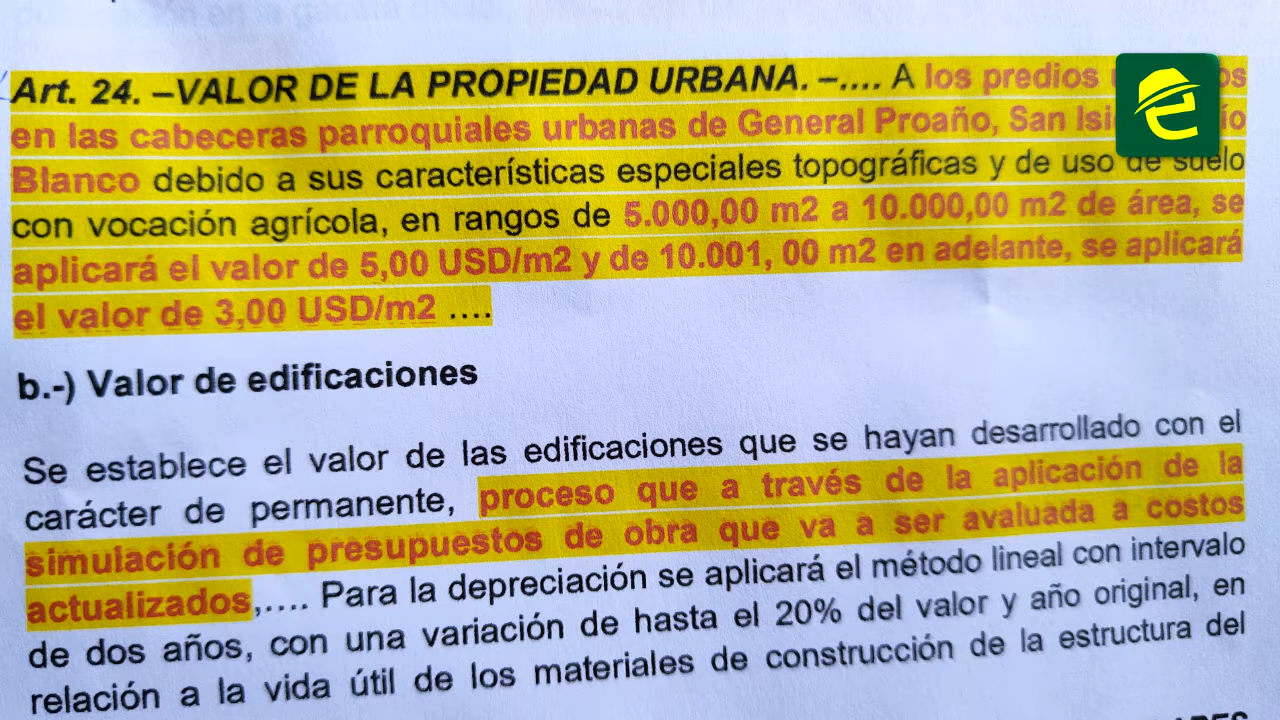 Art. 24. –VALOR DE LA PROPIEDAD URBANA. –.... A los predios
en las cabeceras parroquiales urbanas de General Proaño, San
Blanco debido a sus características especiales topográficas y de uso de suelo
con vocación agrícola, en rangos de 5.000,00 m2 a 10.000,00 m2 de área, se
aplicará el valor de 5,00 USD/m2 y de 10.001, 00 m2 en adelante, se aplicará
el valor de 3,00 USD/m2 ....
b.-) Valor de edificaciones
Se establece el valor de las edificaciones que se hayan desarrollado con el
carácter de permanente, proceso que a través de la aplicación de la
simulación de presupuestos de obra que va a ser avaluada a costos
actualizados,.... Para la depreciación se aplicará el método lineal con intervalo
de dos años, con una variación de hasta el 20% del valor y año original, en
relación a la vida útil de los materiales de construcción de la estructura del